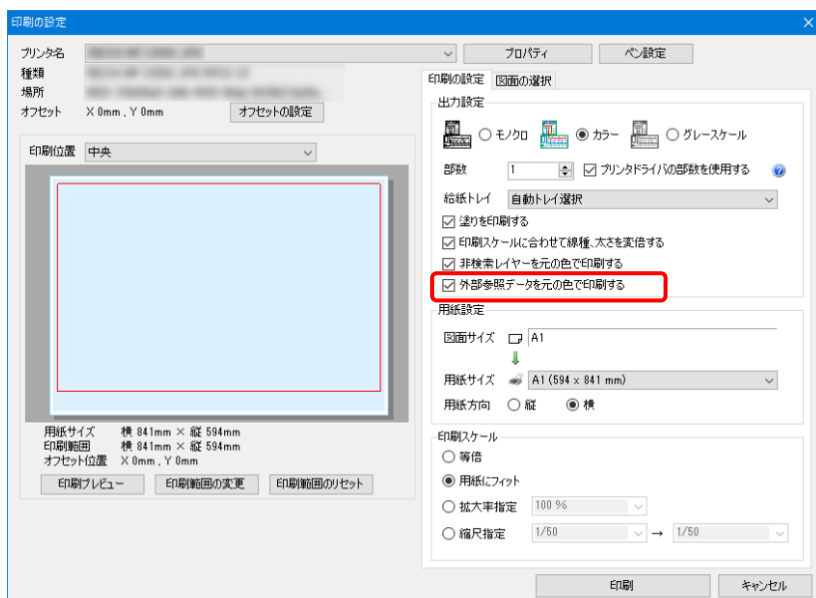 印刷の設定
プリンタ名
プロパティ
ペン設定
種類
場所
オフセット X 0mm , Y 0mm オフセットの設定
印刷位置 中央
用紙サイズ 横 841mm × 縦 594mm
印刷範囲 横 841mm × 縦 594mm
オフセット位置 X 0mm , Y 0mm
印刷プレビュー 印刷範囲の変更 印刷範囲のリセット
印刷の設定 図面の選択
出力設定
モノクロ カラー グレースケール
部数 1 プリンタドライバの部数を使用する
給紙トレイ 自動トレイ選択
塗りを印刷する
印刷スケールに合わせて線種、太さを変倍する
非検索レイヤーを元の色で印刷する
外部参照データを元の色で印刷する
用紙設定
図面サイズ A1
用紙サイズ A1 (594 x 841 mm)
用紙方向 縦 横
印刷スケール
等倍
用紙にフィット
拡大率指定 100 %
縮尺指定 1/50 → 1/50
印刷 キャンセル